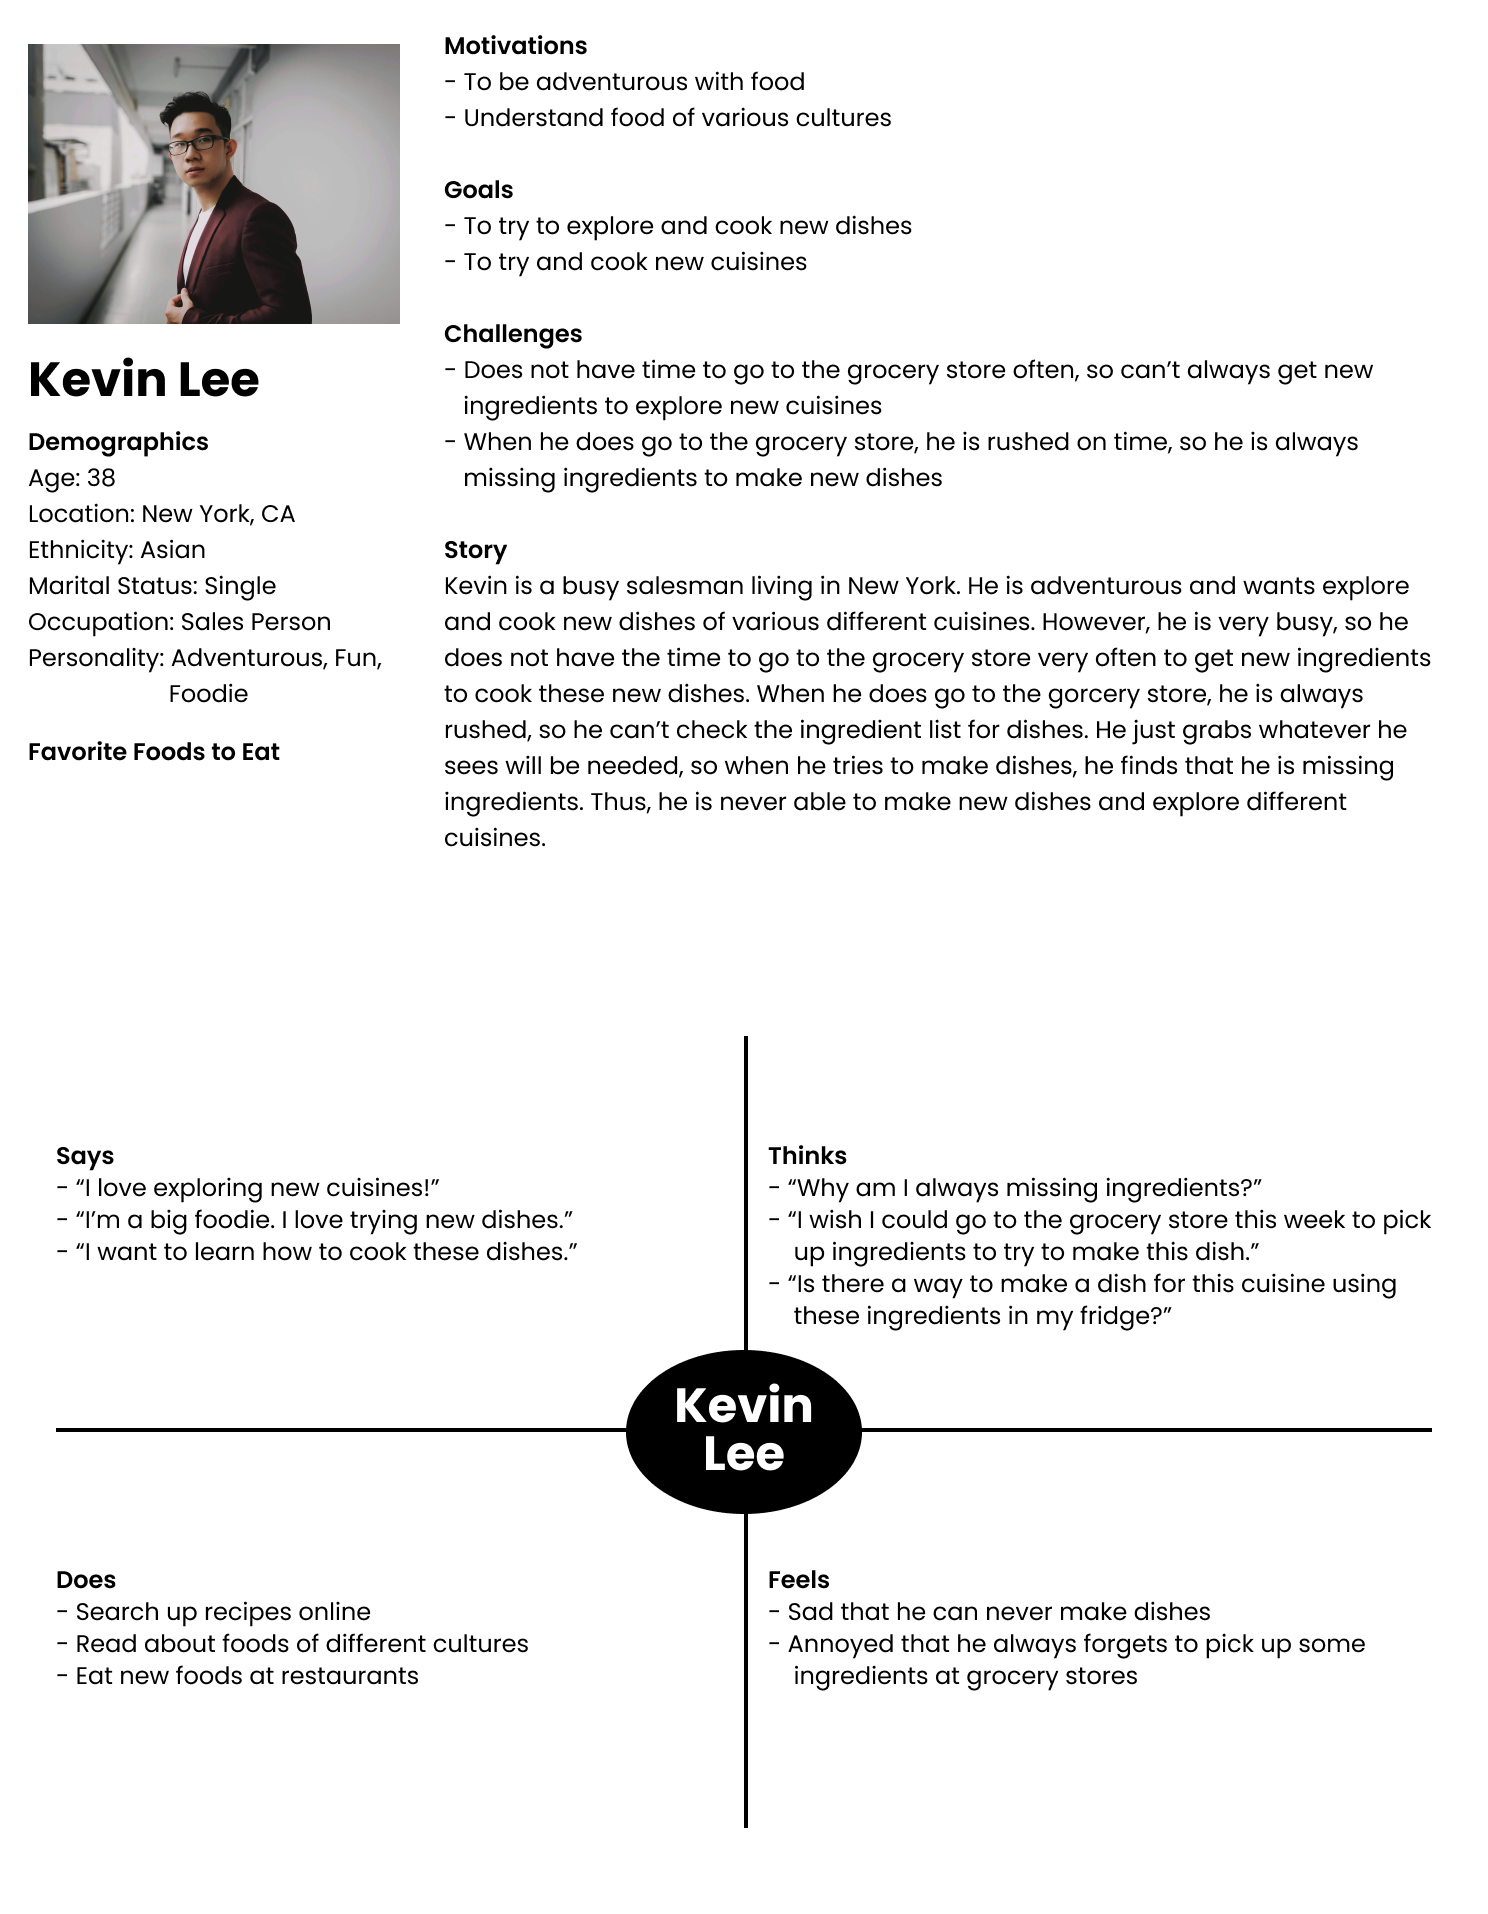 Kevin Lee
Demographics
Age: 38
Location: New York, CA
Ethnicity: Asian
Marital Status: Single
Occupation: Sales Person
Personality: Adventurous, Fun,
Foodie
Favorite Foods to Eat
Motivations
- To be adventurous with food
- Understand food of various cultures
Goals
- To try to explore and cook new dishes
- To try and cook new cuisines
Challenges
- Does not have time to go to the grocery store often, so can’t always get new
ingredients to explore new cuisines
- When he does go to the grocery store, he is rushed on time, so he is always
missing ingredients to make new dishes
Story
Kevin is a busy salesman living in New York. He is adventurous and wants explore
and cook new dishes of various different cuisines. However, he is very busy, so he
does not have the time to go to the grocery store very often to get new ingredients
to cook these new dishes. When he does go to the gorcery store, he is always
rushed, so he can’t check the ingredient list for dishes. He just grabs whatever he
sees will be needed, so when he tries to make dishes, he finds that he is missing
ingredients. Thus, he is never able to make new dishes and explore different
cuisines.
Says
- “I love exploring new cuisines!”
- “I’m a big foodie. I love trying new dishes.”
- “I want to learn how to cook these dishes.”
Thinks
- “Why am I always missing ingredients?”
- “I wish I could go to the grocery store this week to pick
up ingredients to try to make this dish.”
- “Is there a way to make a dish for this cuisine using
these ingredients in my fridge?”
Kevin
Lee
Does
- Search up recipes online
- Read about foods of different cultures
- Eat new foods at restaurants
Feels
- Sad that he can never make dishes
- Annoyed that he always forgets to pick up some
ingredients at grocery stores